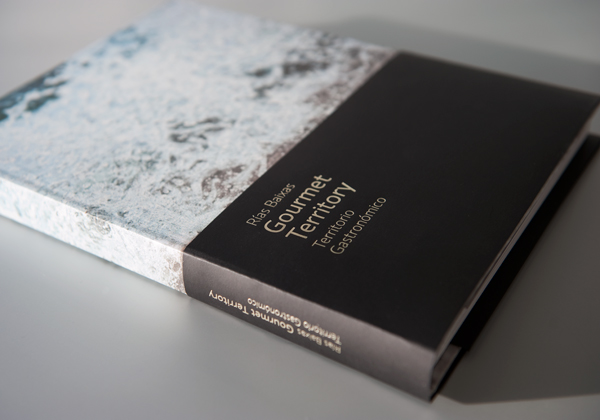 Rías Baixas
Gourmet
Territory
Territorio
Gastronómico
Rías Baixas Gourmet Territory
Territorio Gastronómico